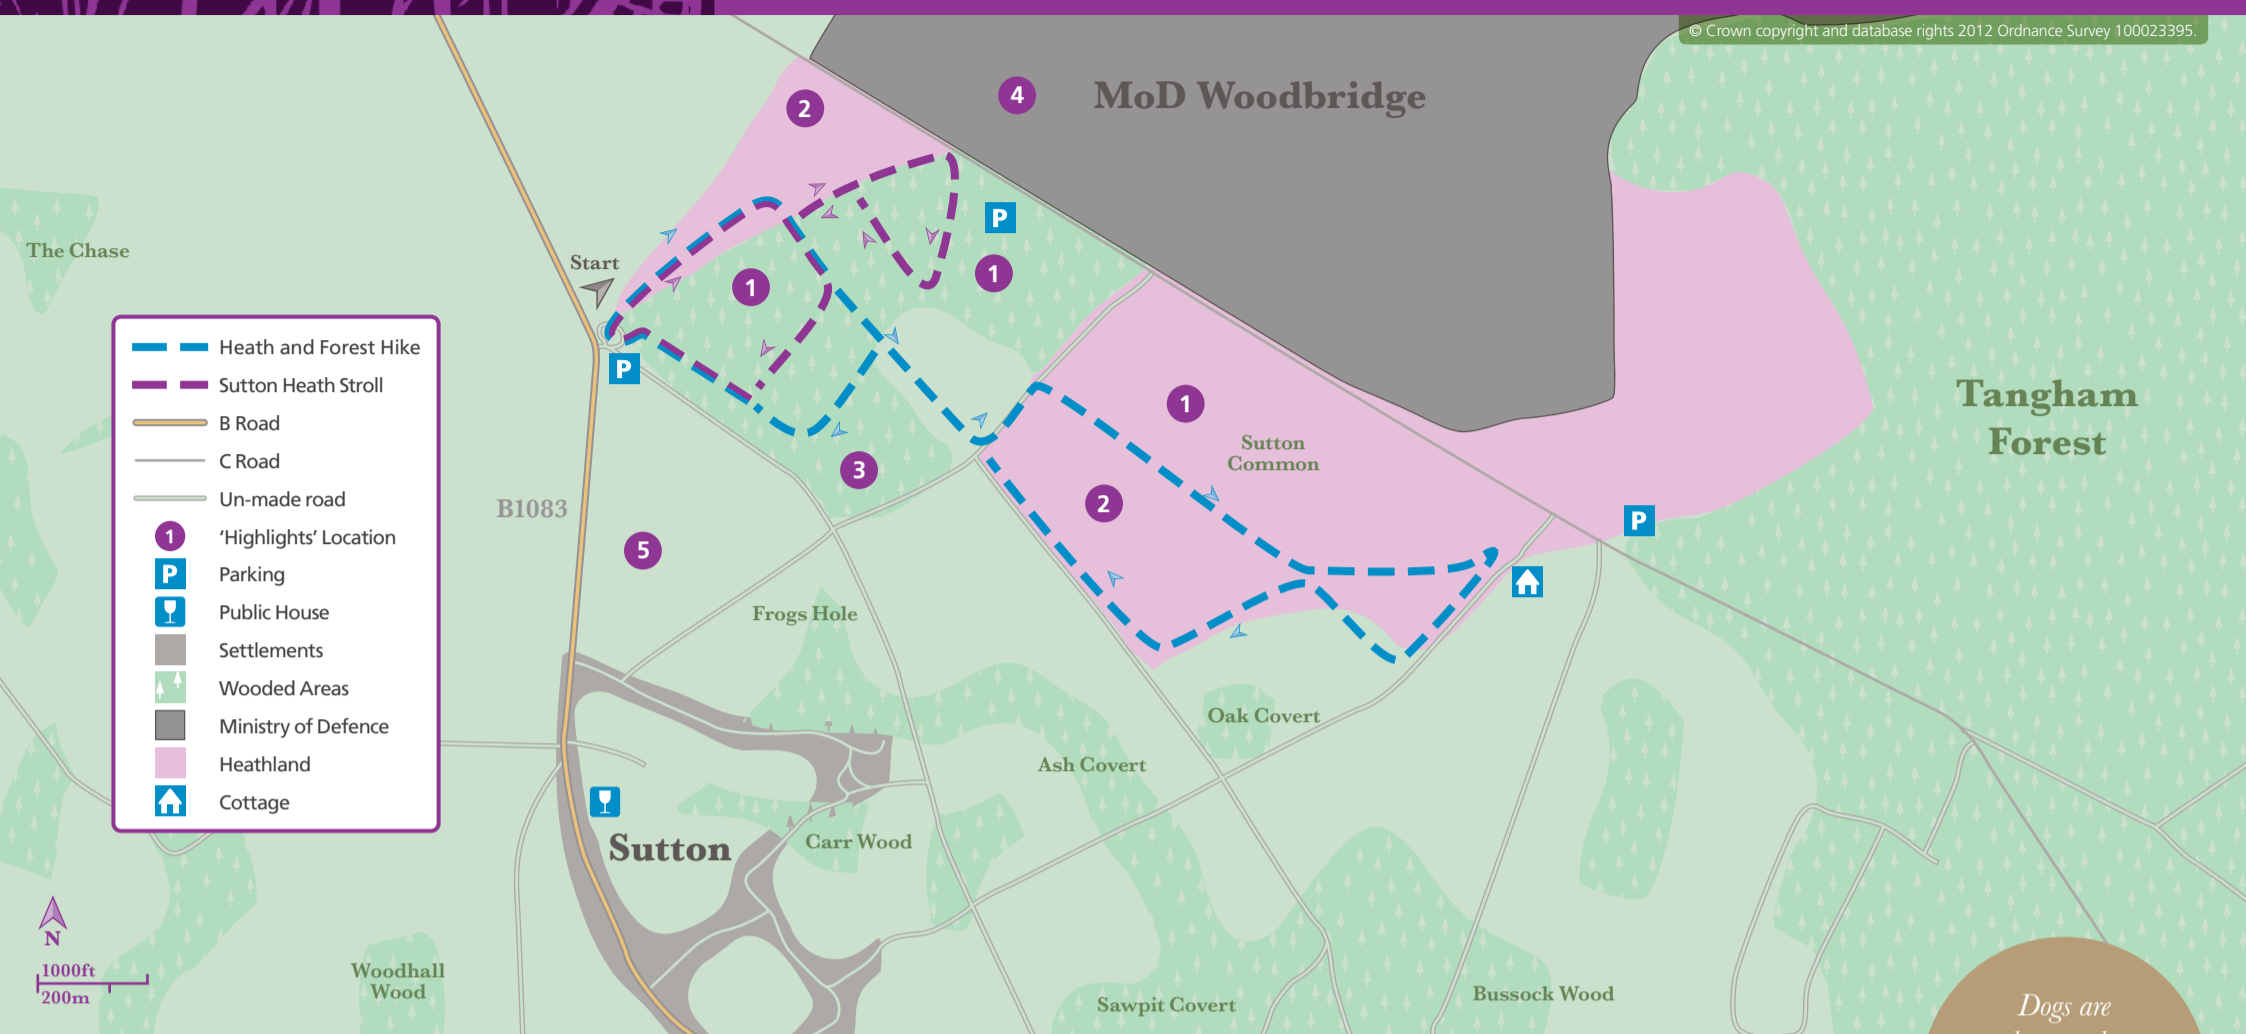 © Crown copyright and database rights 2012 Ordnance Survey 100023395.
MoD Woodbridge
4
2
P
The Chase
Start
1
1
P
Heath and Forest Hike
Sutton Heath Stroll
B Road
C Road
Un-made road
1
'Highlights' Location
P
Parking
Public House
Settlements
Wooded Areas
Ministry of Defence
Heathland
Cottage
1
Tangham
Forest
Sutton
Common
3
2
B1083
5
P
Frogs Hole
Oak Covert
Ash Covert
Sutton
Carr Wood
N
1000ft
200m
Woodhall
Wood
Sawpit Covert
Bussock Wood
Dogs are